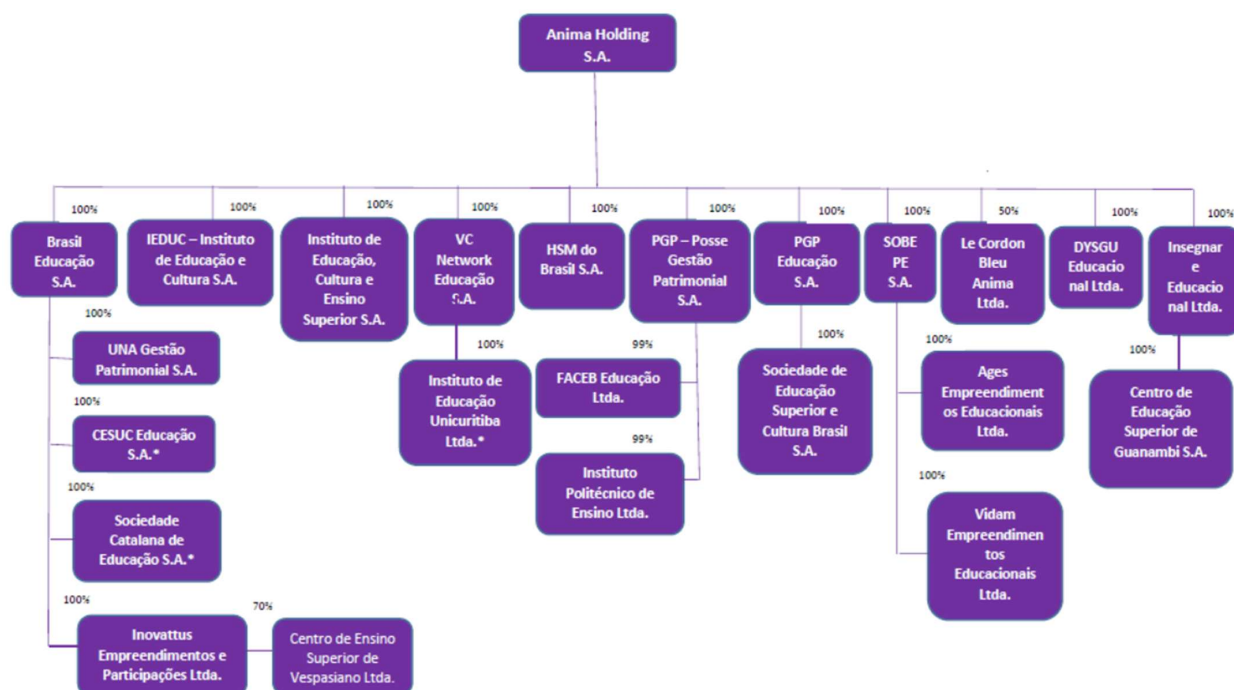 Anima Holding
S.A.
100%
100%
100%
100%
100%
100%
100%
100%
50%
100%
100%
Brasil
Educação
S.A.
IEDUC – Instituto
de Educação e
Cultura S.A.
Instituto de
Educação,
Cultura e
Ensino
Superior S.A.
VC
Network
Educação
S.A.
HSM do
Brasil S.A.
PGP – Posse
Gestão
Patrimonial
S.A.
PGP
Educação
S.A.
SOBE
PE
S.A.
Le Cordon
Bleu
Anima
Ltda.
DYSGU
Educacio
nal Ltda.
Insegnar
e
Educacio
nal Ltda.
100%
UNA Gestão
Patrimonial S.A.
100%
CESUC Educação
S.A.*
100%
Sociedade
Catalana de
Educação S.A.*
100%
Inovattus
Empreendimentos e
Participações Ltda.
70%
Centro de Ensino
Superior de
Vespasiano Ltda.
100%
Instituto de
Educação
Unicuritiba
Ltda.*
99%
FACEB Educação
Ltda.
99%
Instituto
Politécnico de
Ensino Ltda.
100%
Sociedade de
Educação
Superior e
Cultura Brasil
S.A.
100%
Ages
Empreendiment
os Educacionais
Ltda.
100%
Vidam
Empreendimen
tos
Educacionais
Ltda.
100%
Centro de
Educação
Superior de
Guanambi S.A.